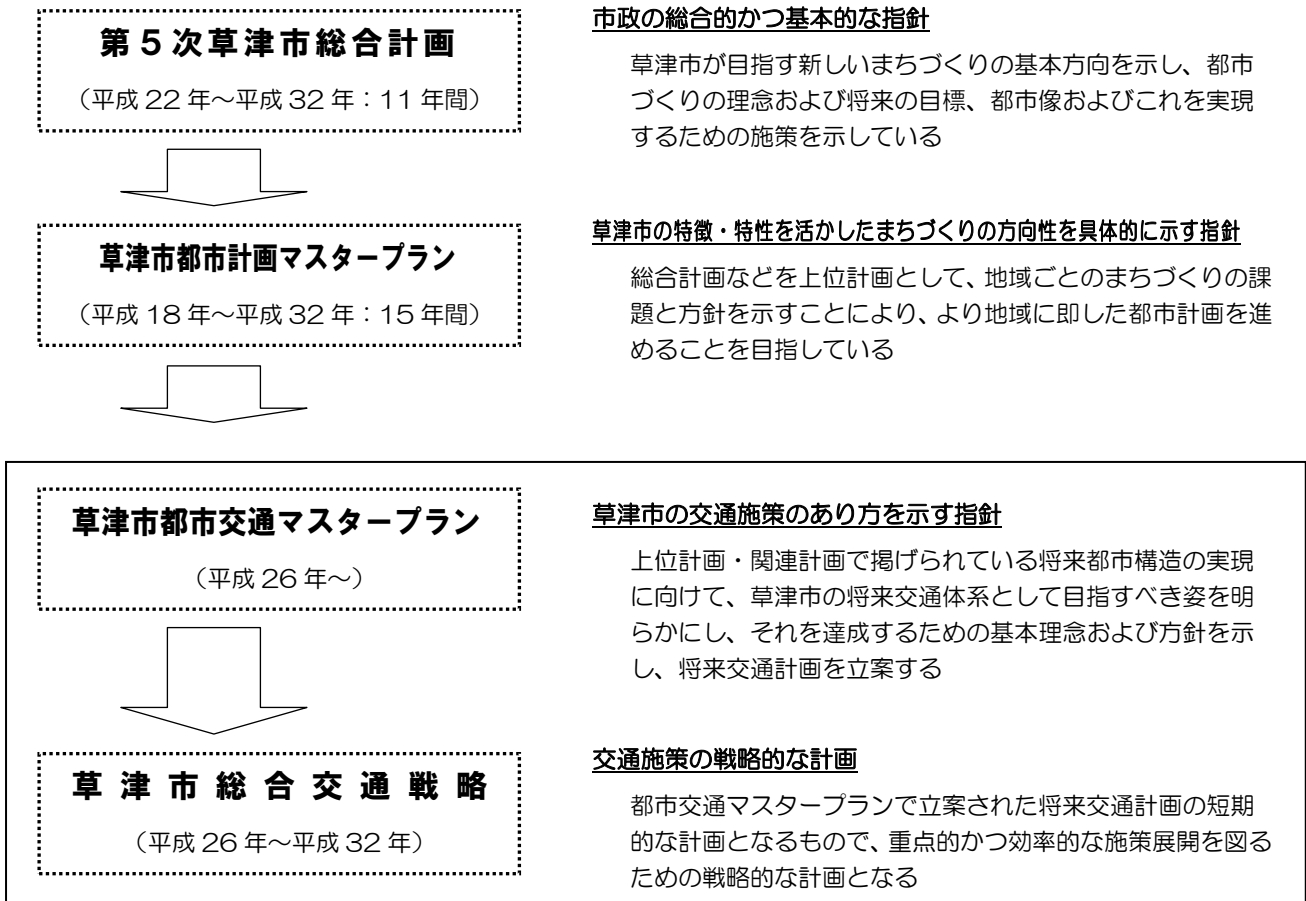 第5次草津市総合計画
（平成 22 年～平成 32 年：11 年間）
市政の総合的かつ基本的な指針
草津市が目指す新しいまちづくりの基本方向を示し、都市
づくりの理念および将来の目標、都市像およびこれを実現
するための施策を示している
草津市都市計画マスタープラン
（平成 18 年～平成 32 年：15 年間）
草津市の特徴・特性を活かしたまちづくりの方向性を具体的に示す指針
総合計画などを上位計画として、地域ごとのまちづくりの課
題と方針を示すことにより、より地域に即した都市計画を進
めることを目指している
草津市都市交通マスタープラン
（平成 26 年～）
草津市の交通施策のあり方を示す指針
上位計画・関連計画で掲げられている将来都市構造の実現
に向けて、草津市の将来交通体系として目指すべき姿を明
らかにし、それを達成するための基本理念および方針を示
し、将来交通計画を立案する
草津市総合交通戦略
（平成 26 年～平成 32 年）
交通施策の戦略的な計画
都市交通マスタープランで立案された将来交通計画の短期
的な計画となるもので、重点的かつ効率的な施策展開を図る
ための戦略的な計画となる